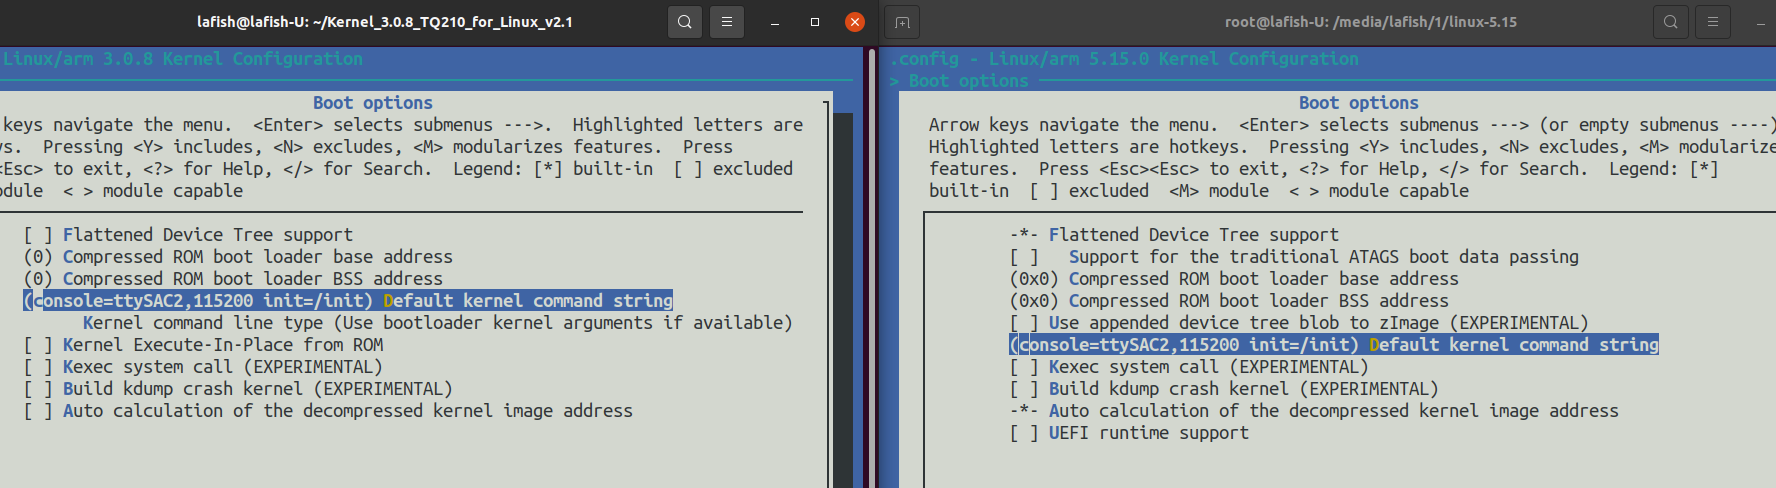 lafish@lafish-U: ~/Kernel_3.0.8_TQ210_for_Linux_v2.1
Linux/arm 3.0.8 Kernel Configuration
Boot options
keys navigate the menu. <Enter> selects submenus --->. Highlighted letters are
ys. Pressing <Y> includes, <N> excludes, <M> modularizes features. Press
<Esc> to exit, <?> for Help, </> for Search. Legend: [*] built-in [ ] excluded
odule < > module capable
[ ] Flattened Device Tree support
(0) Compressed ROM boot loader base address
(0) Compressed ROM boot loader BSS address
(console=ttySAC2,115200 init=/init) Default kernel command string
Kernel command line type (Use bootloader kernel arguments if available)
[ ] Kernel Execute-In-Place from ROM
[ ] Kexec system call (EXPERIMENTAL)
[ ] Build kdump crash kernel (EXPERIMENTAL)
[ ] Auto calculation of the decompressed kernel image address
root@lafish-U: /media/lafish/1/linux-5.15
.config - Linux/arm 5.15.0 Kernel Configuration
> Boot options
Boot options
Arrow keys navigate the menu. <Enter> selects submenus ---> (or empty submenus ----)
Highlighted letters are hotkeys. Pressing <Y> includes, <N> excludes, <M> modularize
features. Press <Esc><Esc> to exit, <?> for Help, </> for Search. Legend: [*]
built-in [ ] excluded <M> module < > module capable
-*- Flattened Device Tree support
[ ] Support for the traditional ATAGS boot data passing
(0x0) Compressed ROM boot loader base address
(0x0) Compressed ROM boot loader BSS address
[ ] Use appended device tree blob to zImage (EXPERIMENTAL)
(console=ttySAC2,115200 init=/init) Default kernel command string
[ ] Kexec system call (EXPERIMENTAL)
[ ] Build kdump crash kernel (EXPERIMENTAL)
-*- Auto calculation of the decompressed kernel image address
[ ] UEFI runtime support